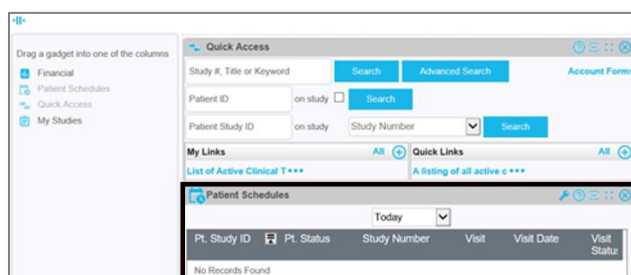 Drag a gadget into one of the columns
Financial
Patient Schedules
Quick Access
My Studies
Quick Access
Study #, Title or Keyword Search Advanced Search Account Forms
Patient ID on study Search
Patient Study ID on study Study Number Search
My Links All Quick Links All
List of Active Clinical T••• A listing of all active c•••
Patient Schedules
Today
Pt. Study ID Pt. Status Study Number Visit Visit Date Visit
Status
No Records Found